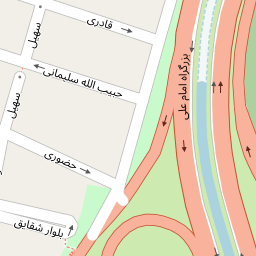 قادری
سهیل
بزرگراه امام علی
حبیب الله سلیمانی
سهیل
حضوری
بلوار شقایق